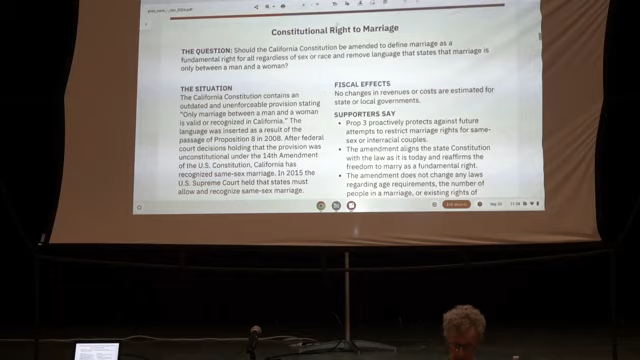 Constitutional Right to Marriage
THE QUESTION: Should the California Constitution be amended to define marriage as a
fundamental right for all regardless of sex or race and remove language that states that marriage is
only between a man and a woman?
THE SITUATION
The California Constitution contains an
outdated and unenforceable provision stating
"Only marriage between a man and a woman
is valid or recognized in California." The
language was inserted as a result of the
passage of Proposition 8 in 2008. After federal
court decisions holding that the provision was
unconstitutional under the 14th Amendment
of the U.S. Constitution, California has
recognized same-sex marriage. In 2015 the
U.S. Supreme Court held that states must
allow and recognize same-sex marriage.
FISCAL EFFECTS
No changes in revenues or costs are estimated for
state or local governments.
SUPPORTERS SAY
• Prop 3 proactively protects against future
attempts to restrict marriage rights for same-
sex or interracial couples.
• The amendment aligns the state Constitution
with the law as it is today and reaffirms the
freedom to marry as a fundamental right.
• The amendment does not change any laws
regarding age requirements, the number of
people in a marriage, or existing rights of